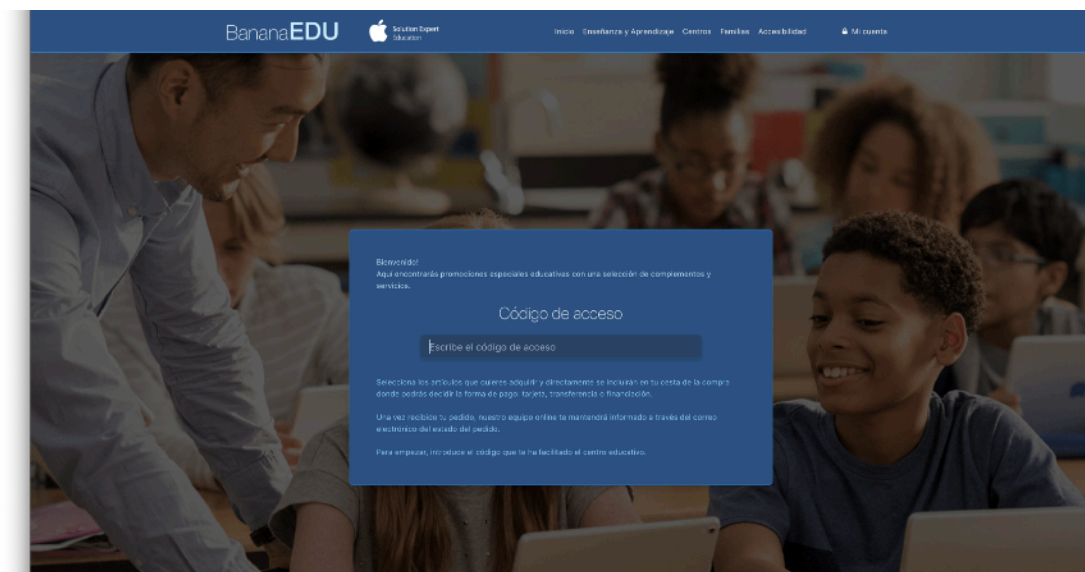 BananaEDU
Solution Expert
Education
Inicio Enseñanza y Aprendizaje Centros Familias Accesibilidad Mi cuenta
Bienvenido!
Aquí encontrarás promociones especiales educativas con una selección de complementos y
servicios.
Código de acceso
Escribe el código de acceso
Selecciona los artículos que quieres adquirir y directamente se incluirán en tu cesta de la compra
donde podrás decidir la forma de pago: tarjeta, transferencia o financiación.
Una vez recibido tu pedido, nuestro equipo online te mantendrá informado a través del correo
electrónico del estado del pedido.
Para empezar, introduce el código que te ha facilitado el centro educativo.